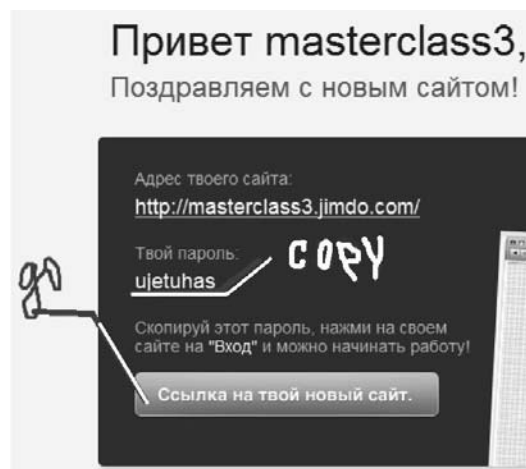 Привет masterclass3,
Поздравляем с новым сайтом!
Адрес твоего сайта:
http://masterclass3.jimdo.com/
Твой пароль:
ujetuhas
copy
Скопируй этот пароль, нажми на своем
сайте на "Вход" и можно начинать работу!
Ссылка на твой новый сайт.